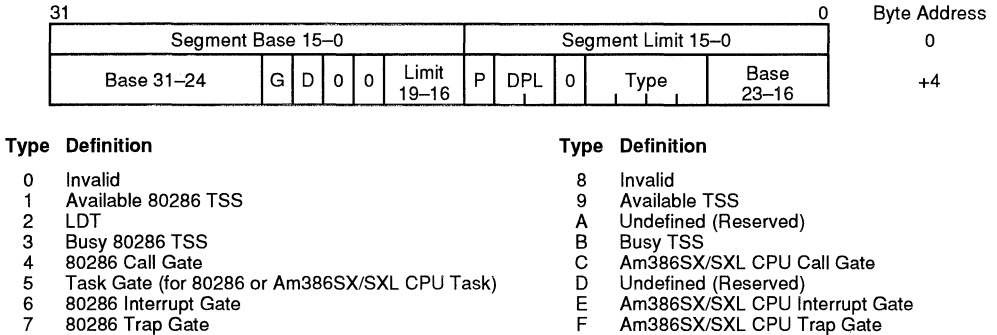 31 0 Byte Address
Segment Base 15–0 Segment Limit 15–0 0
Base 31–24 G D 0 0 Limit 19–16 P DPL 0 Type Base 23–16 +4
Type Definition
0 Invalid
1 Available 80286 TSS
2 LDT
3 Busy 80286 TSS
4 80286 Call Gate
5 Task Gate (for 80286 or Am386SX/SXL CPU Task)
6 80286 Interrupt Gate
7 80286 Trap Gate
Type Definition
8 Invalid
9 Available TSS
A Undefined (Reserved)
B Busy TSS
C Am386SX/SXL CPU Call Gate
D Undefined (Reserved)
E Am386SX/SXL CPU Interrupt Gate
F Am386SX/SXL CPU Trap Gate